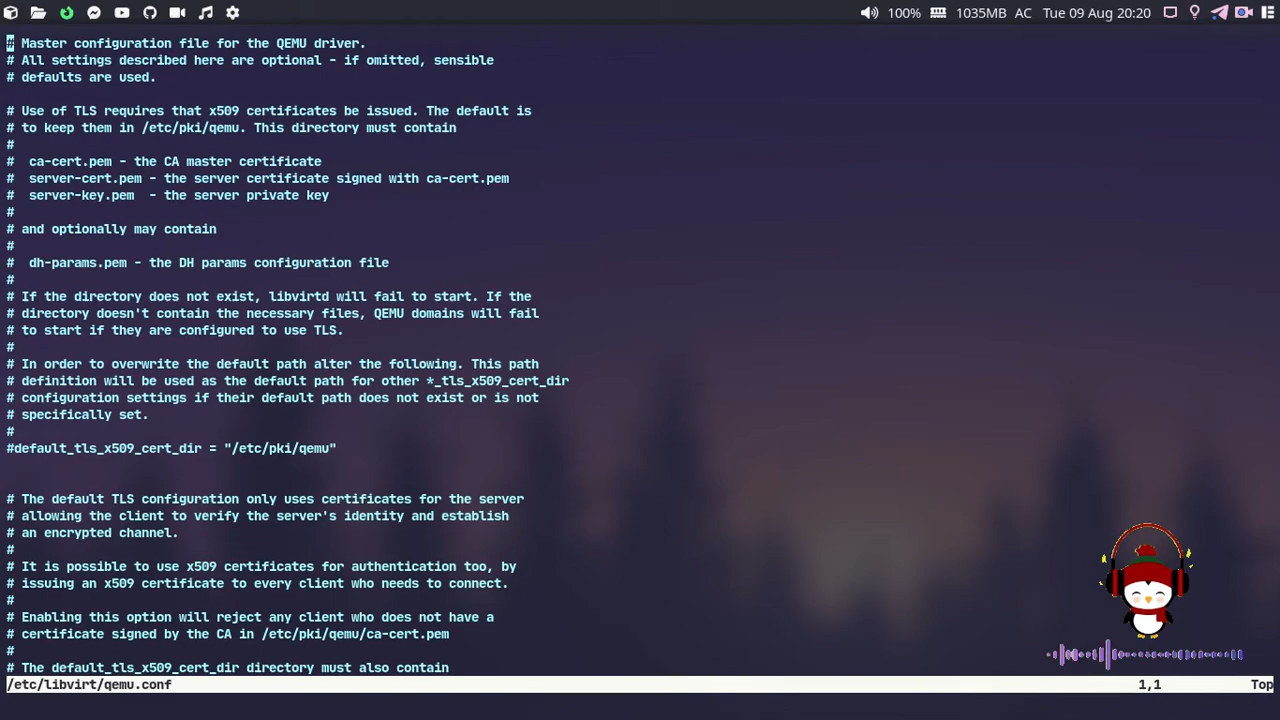 100% 1035MB AC Tue 09 Aug 20:20
# Master configuration file for the QEMU driver.
# All settings described here are optional - if omitted, sensible
# defaults are used.
# Use of TLS requires that x509 certificates be issued. The default is
# to keep them in /etc/pki/qemu. This directory must contain
#
#  ca-cert.pem - the CA master certificate
#  server-cert.pem - the server certificate signed with ca-cert.pem
#  server-key.pem  - the server private key
#
# and optionally may contain
#
#  dh-params.pem - the DH params configuration file
#
# If the directory does not exist, libvirtd will fail to start. If the
# directory doesn't contain the necessary files, QEMU domains will fail
# to start if they are configured to use TLS.
#
# In order to overwrite the default path alter the following. This path
# definition will be used as the default path for other *_tls_x509_cert_dir
# configuration settings if their default path does not exist or is not
# specifically set.
#
#default_tls_x509_cert_dir = "/etc/pki/qemu"
# The default TLS configuration only uses certificates for the server
# allowing the client to verify the server's identity and establish
# an encrypted channel.
#
# It is possible to use x509 certificates for authentication too, by
# issuing an x509 certificate to every client who needs to connect.
#
# Enabling this option will reject any client who does not have a
# certificate signed by the CA in /etc/pki/qemu/ca-cert.pem
#
# The default_tls_x509_cert_dir directory must also contain
/etc/libvirt/qemu.conf 1,1 Top